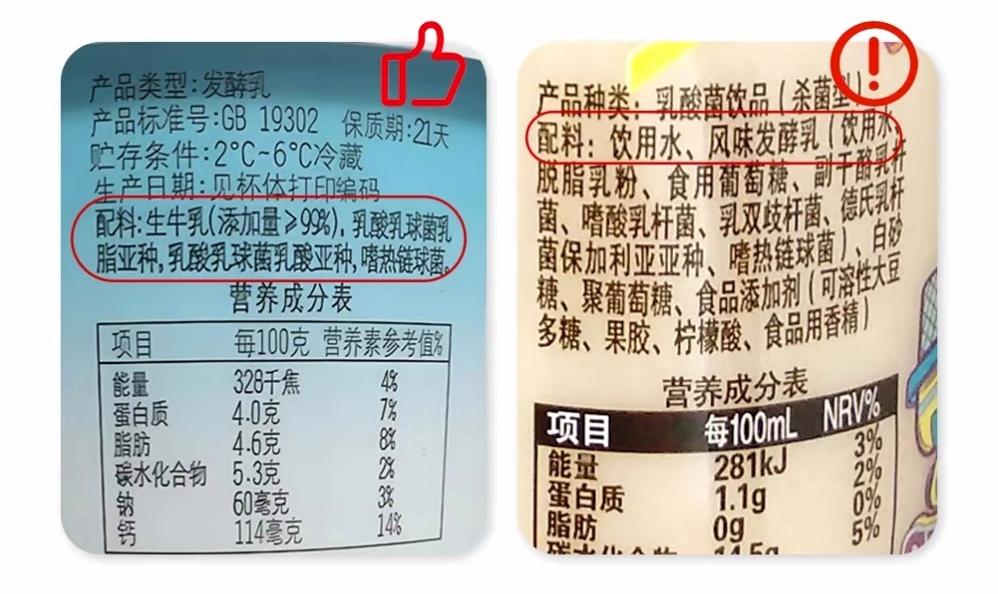 产品类型:发酵乳
产品标准号:GB 19302 保质期:21天
贮存条件:2°C~6°C冷藏
生产日期:见杯体打印编码
配料:生牛乳(添加量≥99%),乳酸乳球菌乳
脂亚种,乳酸乳球菌乳酸亚种,嗜热链球菌。
营养成分表
项目 每100克 营养素参考值%
能量 328千焦 4%
蛋白质 4.0克 7%
脂肪 4.6克 8%
碳水化合物 5.3克 2%
钠 60毫克 3%
钙 114毫克 14%
产品种类:乳酸菌饮品(杀菌型)
配料:饮用水、风味发酵乳(饮用水、
脱脂乳粉、食用葡萄糖、副干酪乳杆
菌、嗜酸乳杆菌、乳双歧杆菌、德氏乳杆
菌保加利亚亚种、嗜热链球菌)、白砂
糖、聚葡萄糖、食品添加剂(可溶性大豆
多糖、果胶、柠檬酸、食品用香精)
营养成分表
项目 每100mL NRV%
能量 281kJ 3%
蛋白质 1.1g 2%
脂肪 0g 0%
碳水化合物 14.5g 5%